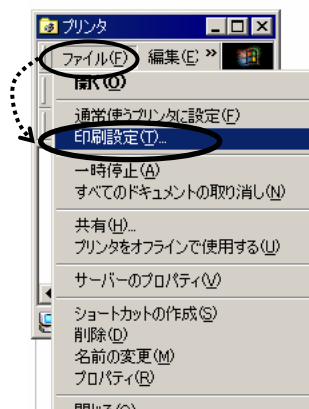 プリンタ
ファイル(F) 編集(E) »
開く(O)
通常使うプリンタに設定(F)
印刷設定(T)...
一時停止(A)
すべてのドキュメントの取り消し(N)
共有(H)...
プリンタをオフラインで使用する(U)
サーバーのプロパティ(V)
ショートカットの作成(S)
削除(D)
名前の変更(M)
プロパティ(R)